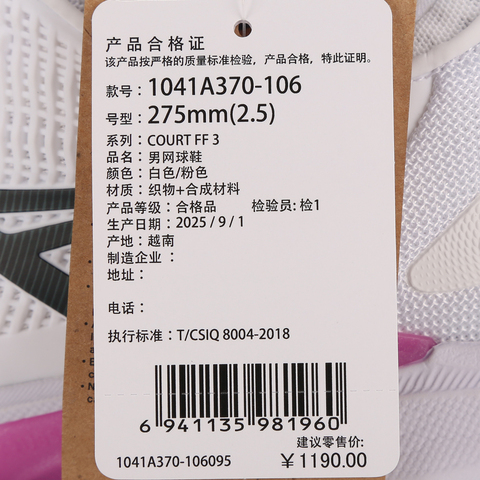 产品合格证
该产品按严格的质量标准检验，产品合格，特此证明。
款号：1041A370-106
号型：275mm(2.5)
系列：COURT FF 3
品名：男网球鞋
颜色：白色/粉色
材质：织物+合成材料
产品等级：合格品 检验员：检1
生产日期：2025 / 9 / 1
产地：越南
制造企业：
地址：
电话：
执行标准：T/CSIQ 8004-2018
6 941135 981960
建议零售价:
1041A370-106095 ￥1190.00